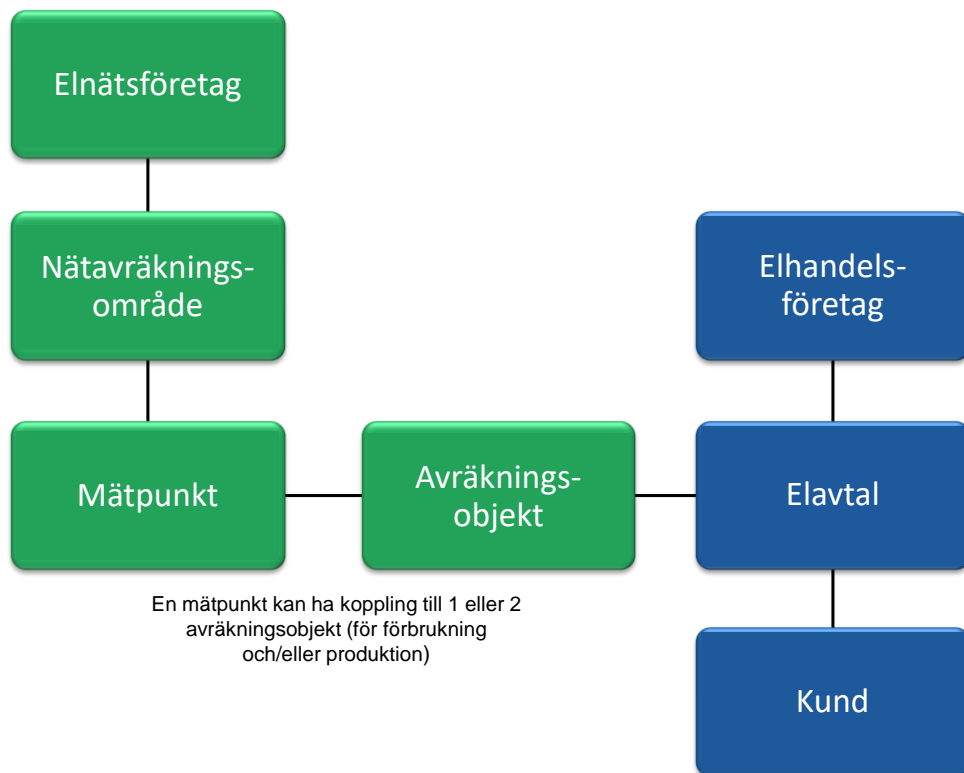 Elnätsföretag
Nätavräknings-
område
Elhandels-
företag
Mätpunkt
Avräknings-
objekt
Elavtal
En mätpunkt kan ha koppling till 1 eller 2
avräkningsobjekt (för förbrukning
och/eller produktion)
Kund